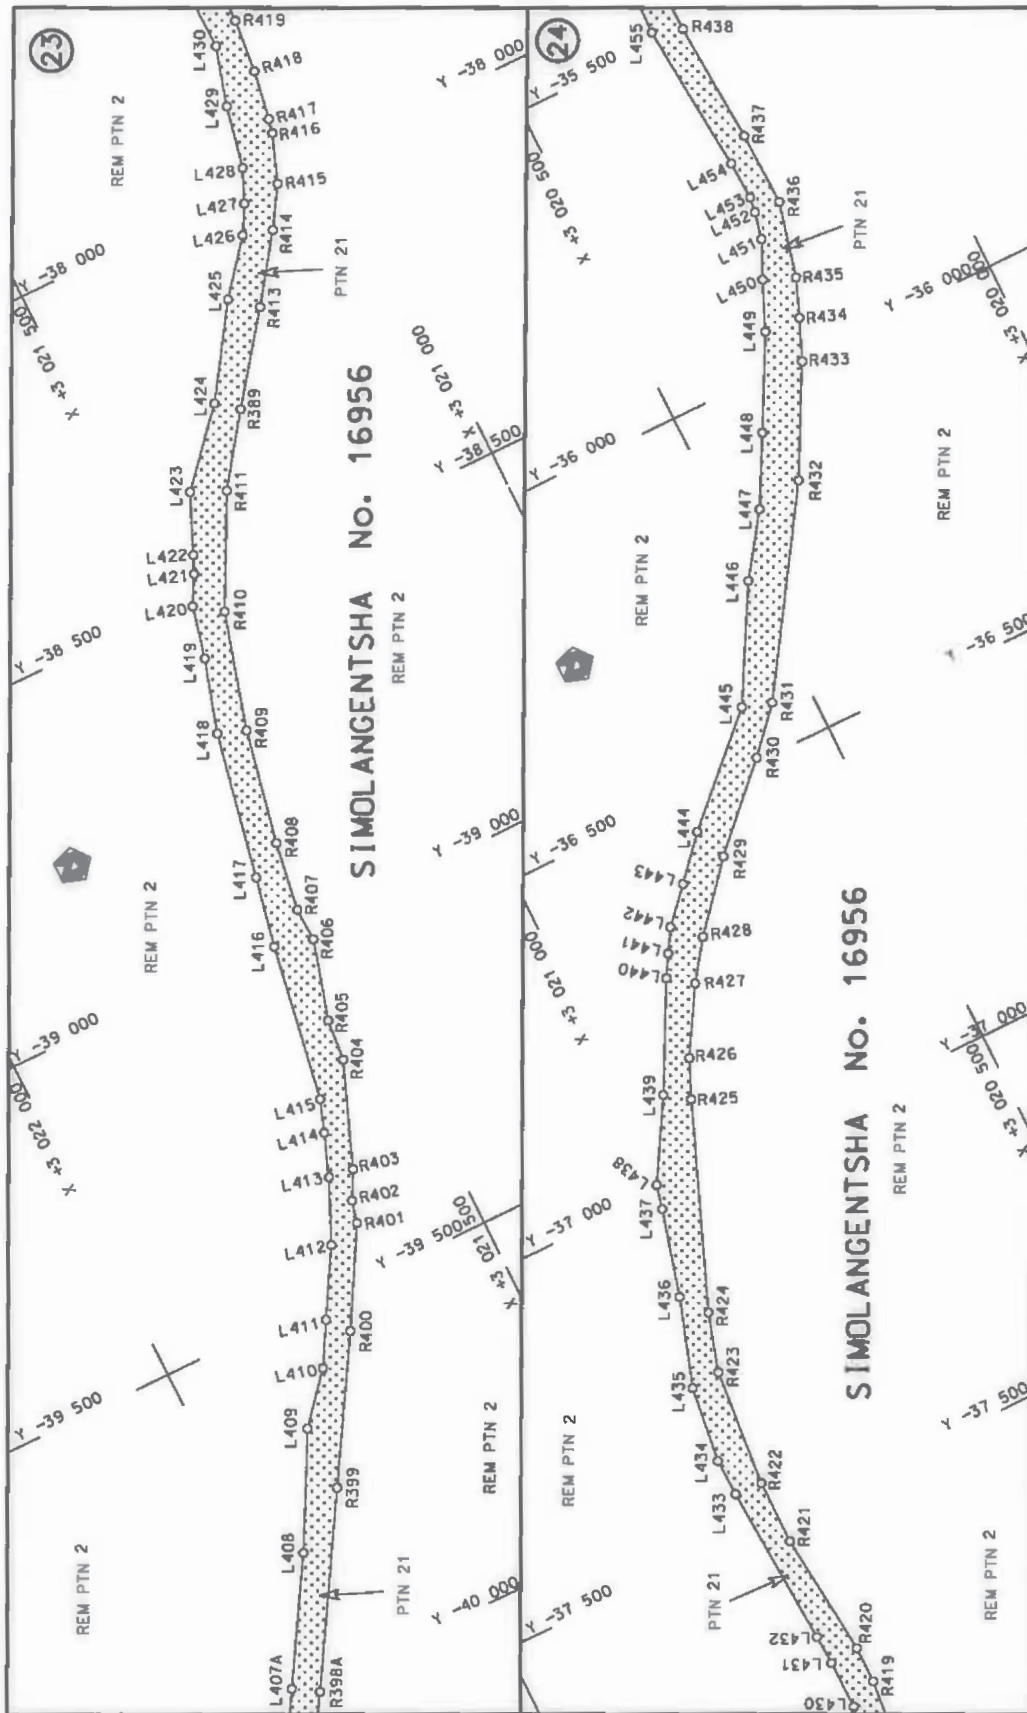 23
L430
R419
L429
R418
R417
R416
L428
R415
L427
R414
L426
L425
R413
PTN 21
L424
R389
L423
R411
L422
L421
L420
R410
L419
L418
R409
R408
L417
R407
R406
L416
R405
R404
L415
L414
R403
L413
R402
R401
L412
L411
R400
L410
L409
R399
L408
L407A
R398A
PTN 21
REM PTN 2
REM PTN 2
REM PTN 2
REM PTN 2
REM PTN 2
SIMOLANGENTSHA No. 16956
Y -38 000
Y -38 000
X +3 021 500
X +3 021 000
Y -38 500
Y -38 500
Y -39 000
Y -39 000
X +3 022 000
Y -39 500
X +3 021 500
Y -39 500
Y -40 000
24
L455
R438
R437
L454
L453
R436
L452
L451
PTN 21
L450
R435
R434
L449
R433
L448
R432
L447
L446
L445
R431
R430
L444
R429
L443
L442
R428
L441
L440
R427
R426
L439
R425
L438
L437
L436
R424
R423
L435
L434
R422
L433
R421
PTN 21
L432
R420
L431
R419
L430
REM PTN 2
REM PTN 2
REM PTN 2
REM PTN 2
REM PTN 2
SIMOLANGENTSHA No. 16956
Y -35 500
X +3 020 500
Y -36 000
X +3 020 000
Y -36 000
Y -36 500
Y -36 500
X +3 021 000
Y -37 000
X +3 020 500
Y -37 000
Y -37 500
Y -37 500